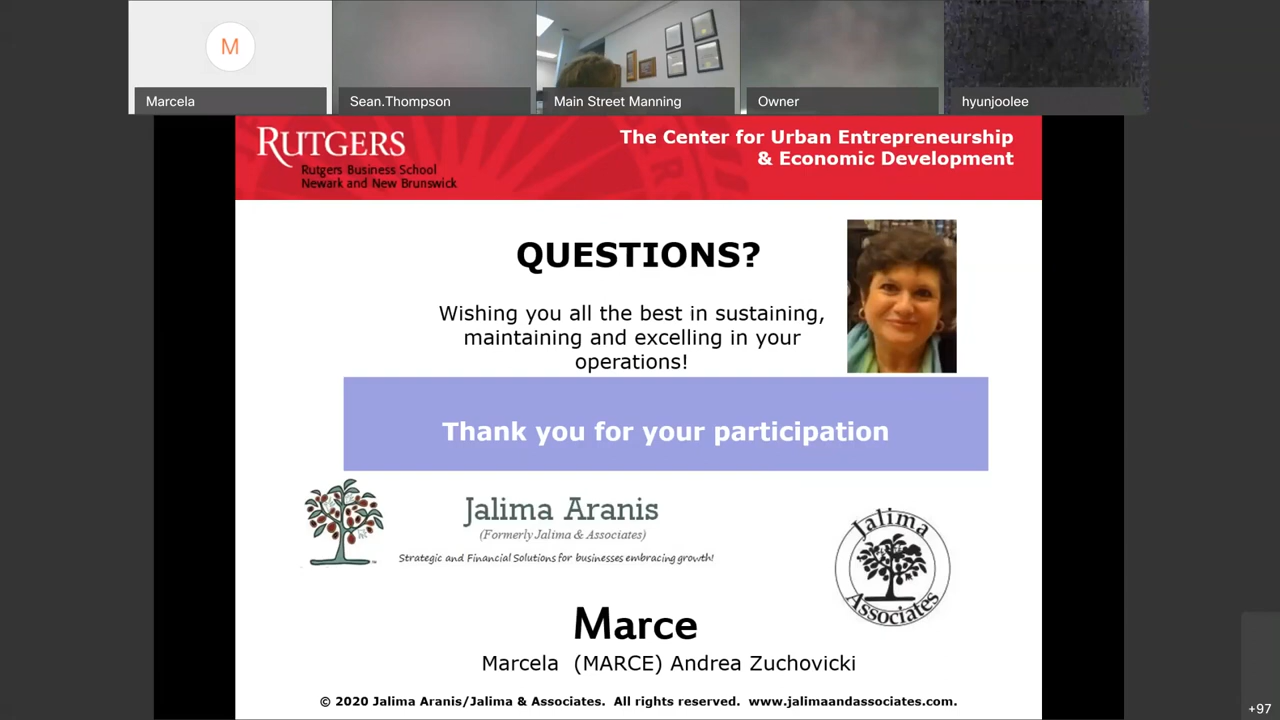 M
Marcela
Sean.Thompson
Main Street Manning
Owner
hyunjoolee
RUTGERS
Rutgers Business School
Newark and New Brunswick
The Center for Urban Entrepreneurship
& Economic Development
QUESTIONS?
Wishing you all the best in sustaining,
maintaining and excelling in your
operations!
Thank you for your participation
Jalima Aranis
(Formerly Jalima & Associates)
Strategic and Financial Solutions for businesses embracing growth!
Jalima
Associates
Marce
Marcela (MARCE) Andrea Zuchovicki
© 2020 Jalima Aranis/Jalima & Associates. All rights reserved. www.jalimaandassociates.com.
+97